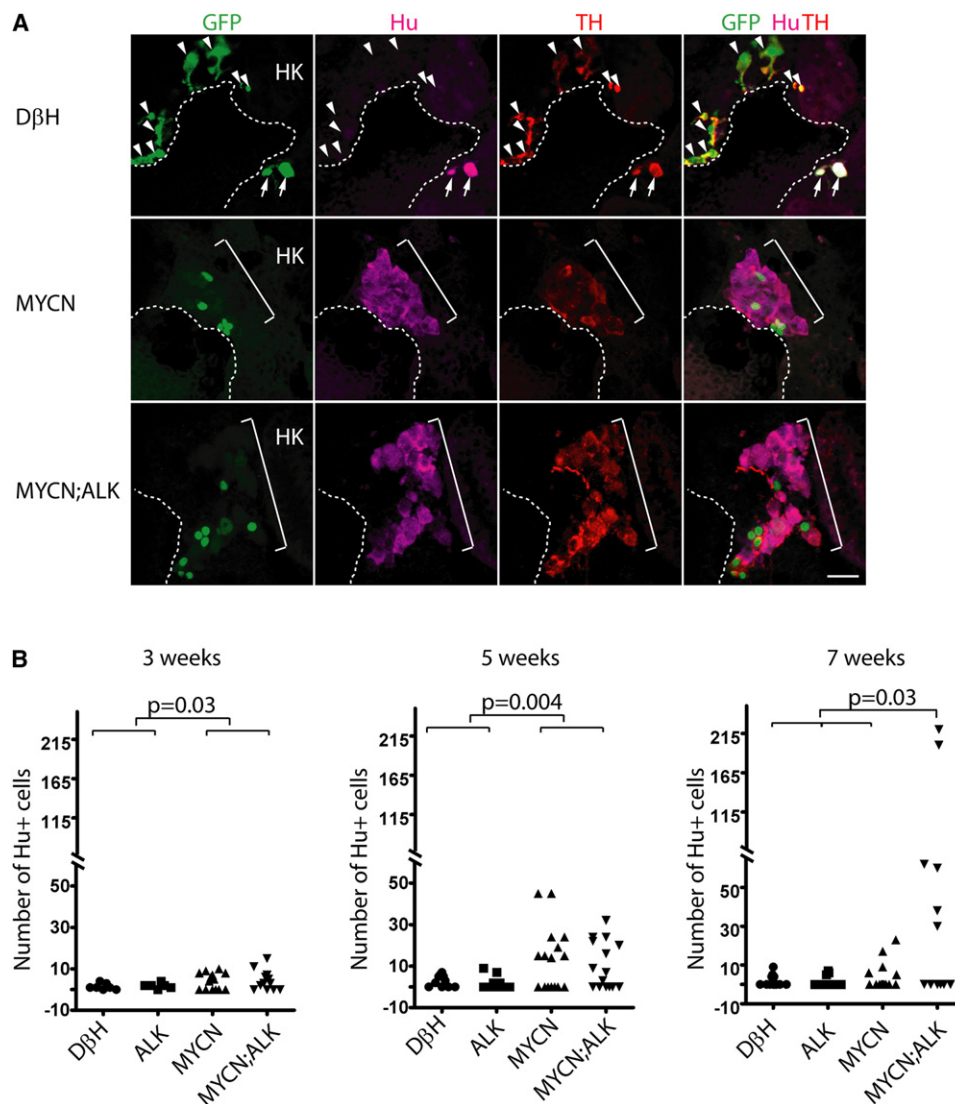 A
GFP Hu TH GFP Hu TH
DβH
HK
MYCN
HK
MYCN;ALK
HK
B
3 weeks
p=0.03
Number of Hu+ cells
215
165
115
50
30
10
-10
DβH ALK MYCN MYCN;ALK
5 weeks
p=0.004
Number of Hu+ cells
215
165
115
50
30
10
-10
DβH ALK MYCN MYCN;ALK
7 weeks
p=0.03
Number of Hu+ cells
215
165
115
50
30
10
-10
DβH ALK MYCN MYCN;ALK